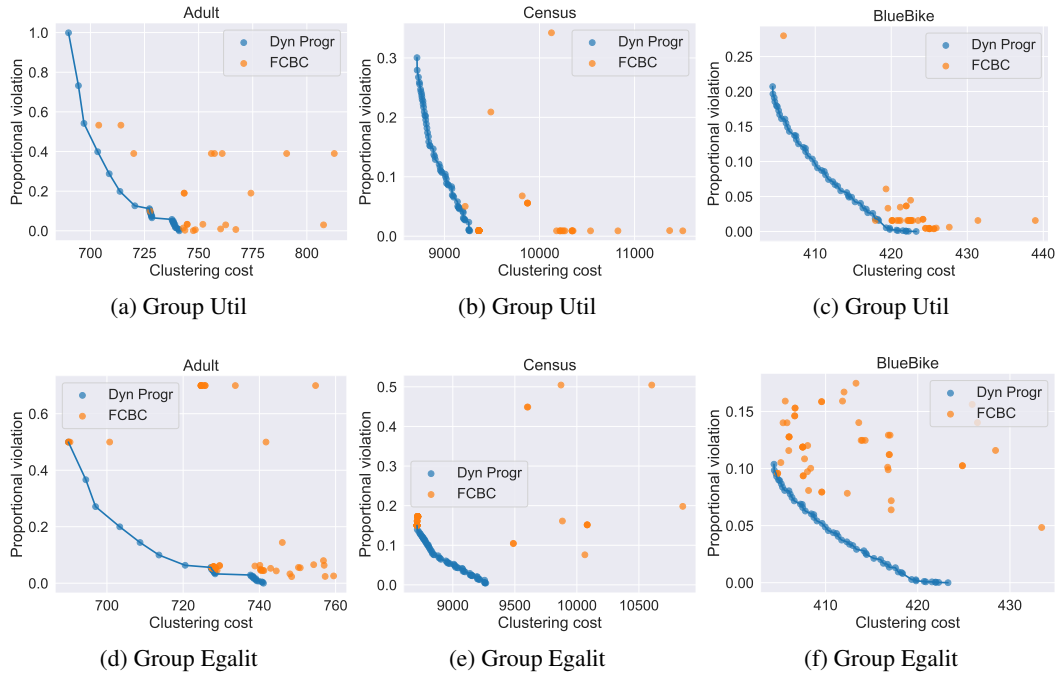 Adult
Proportional violation
1.0
0.8
0.6
0.4
0.2
0.0
Dyn Progr
FCBC
700
725
750
775
800
Clustering cost
(a) Group Util
Census
Proportional violation
0.3
0.2
0.1
0.0
Dyn Progr
FCBC
9000
10000
11000
Clustering cost
(b) Group Util
BlueBike
Proportional violation
0.25
0.20
0.15
0.10
0.05
0.00
Dyn Progr
FCBC
410
420
430
440
Clustering cost
(c) Group Util
Adult
Proportional violation
0.6
0.4
0.2
0.0
Dyn Progr
FCBC
700
720
740
760
Clustering cost
(d) Group Egalit
Census
Proportional violation
0.5
0.4
0.3
0.2
0.1
0.0
Dyn Progr
FCBC
9000
9500
10000
10500
Clustering cost
(e) Group Egalit
BlueBike
Proportional violation
0.15
0.10
0.05
0.00
Dyn Progr
FCBC
410
420
430
Clustering cost
(f) Group Egalit